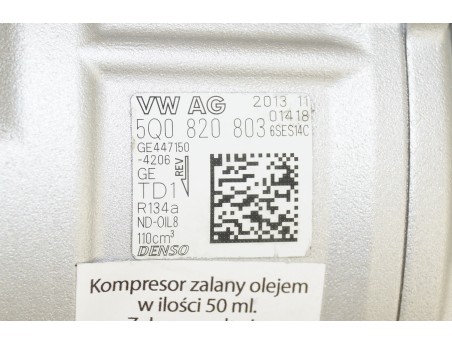 VW AG 2013 11
01418
5Q0 820 803 6SES14C
GE447150
-4206
GE REV
TD1
R134a
ND-OIL8
110cm³
DENSO
Kompresor zalany olejem
w ilości 50 ml.